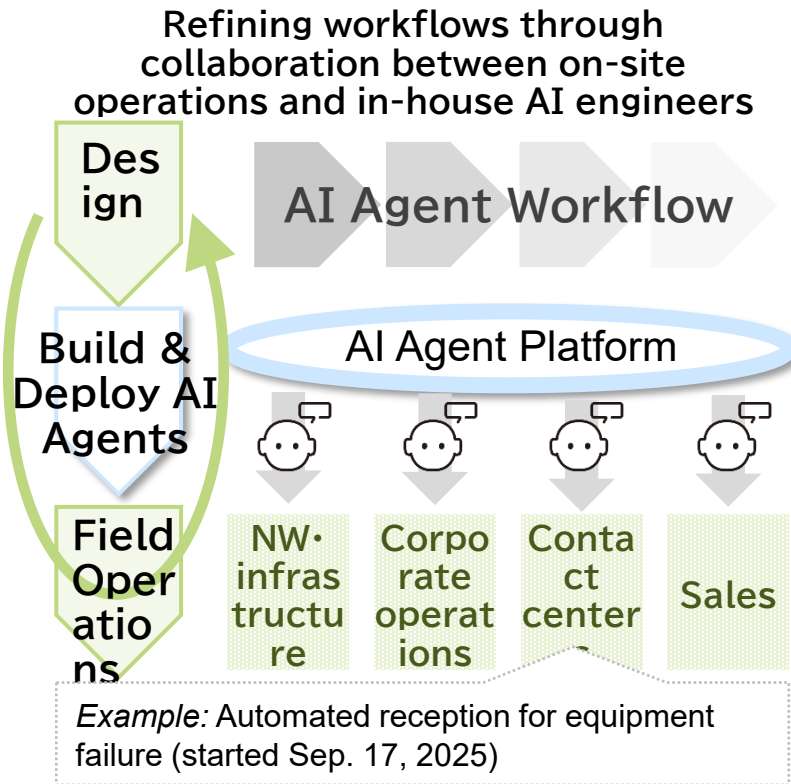 Refining workflows through
collaboration between on-site
operations and in-house AI engineers
Des
ign
AI Agent Workflow
Build &
Deploy AI
Agents
AI Agent Platform
Field
Oper
atio
ns
NW･
infras
tructu
re
Corpo
rate
operat
ions
Conta
ct
center
s
Sales
Example: Automated reception for equipment
failure (started Sep. 17, 2025)